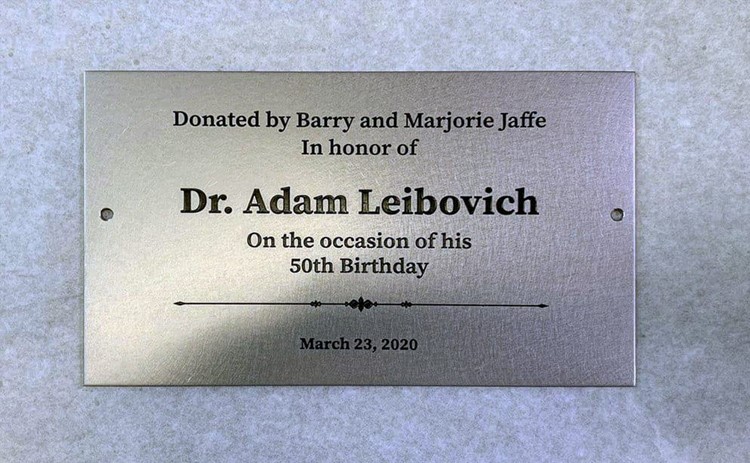 Donated by Barry and Marjorie Jaffe
In honor of
Dr. Adam Leibovich
On the occasion of his
50th Birthday
March 23, 2020